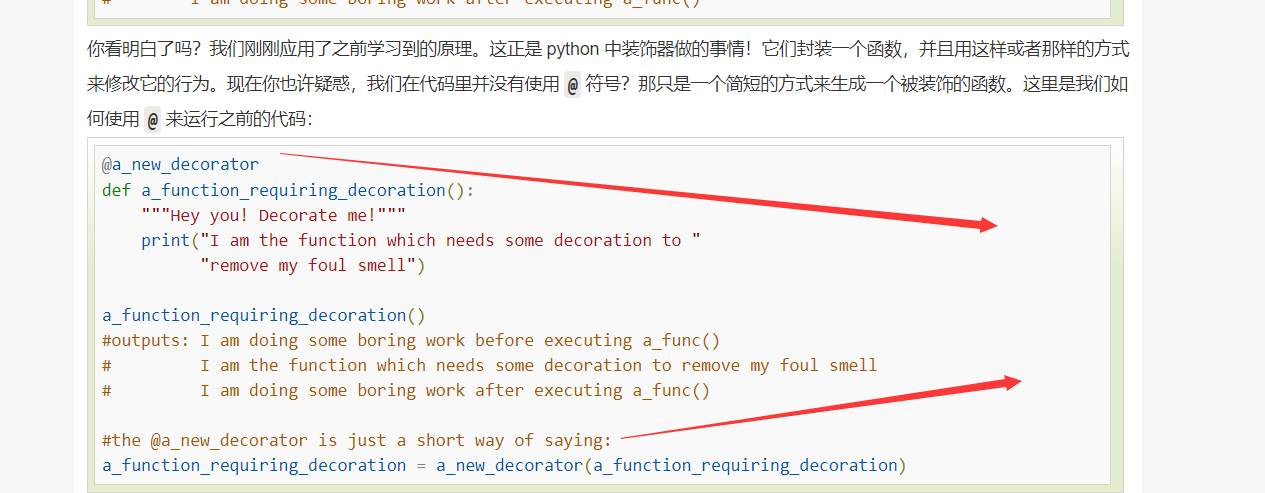 #        I am doing some boring work after executing a_func()
你看明白了吗？我们刚刚应用了之前学习到的原理。这正是 python 中装饰器做的事情！它们封装一个函数，并且用这样或者那样的方式
来修改它的行为。现在你也许疑惑，我们在代码里并没有使用 @ 符号？那只是一个简短的方式来生成一个被装饰的函数。这里是我们如
何使用 @ 来运行之前的代码：
@a_new_decorator
def a_function_requiring_decoration():
    """Hey you! Decorate me!"""
    print("I am the function which needs some decoration to "
          "remove my foul smell")
a_function_requiring_decoration()
#outputs: I am doing some boring work before executing a_func()
#         I am the function which needs some decoration to remove my foul smell
#         I am doing some boring work after executing a_func()
#the @a_new_decorator is just a short way of saying:
a_function_requiring_decoration = a_new_decorator(a_function_requiring_decoration)